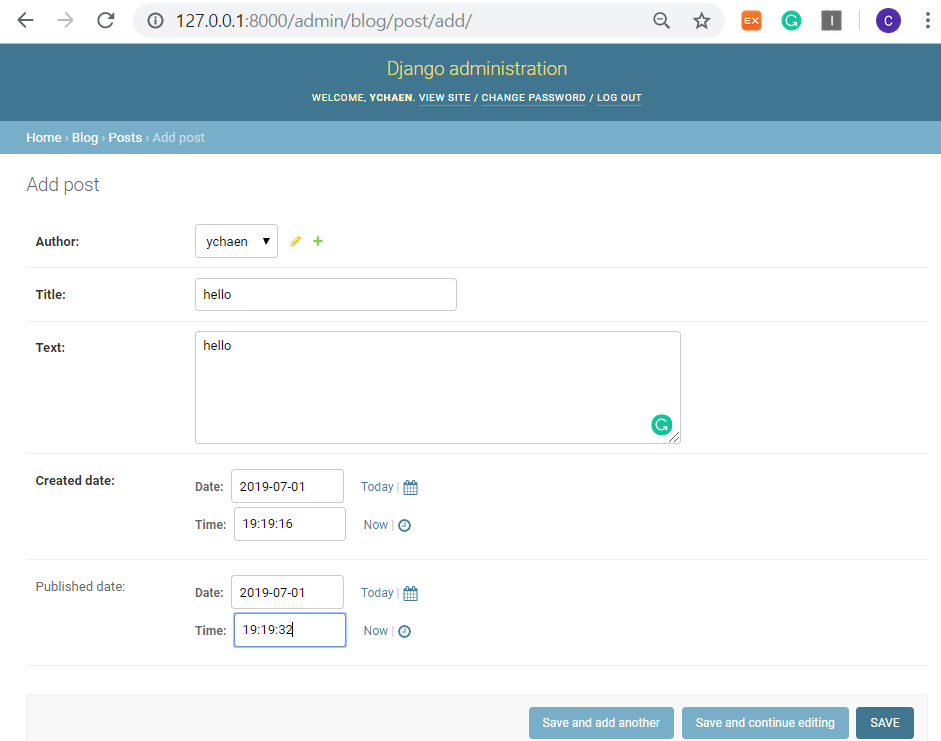 127.0.0.1:8000/admin/blog/post/add/
EX
G
I
C
Django administration
WELCOME, YCHAEN. VIEW SITE / CHANGE PASSWORD / LOG OUT
Home › Blog › Posts › Add post
Add post
Author: ychaen
Title: hello
Text: hello
G
Created date: Date: 2019-07-01 Today |
Time: 19:19:16 Now |
Published date: Date: 2019-07-01 Today |
Time: 19:19:32 Now |
Save and add another Save and continue editing SAVE